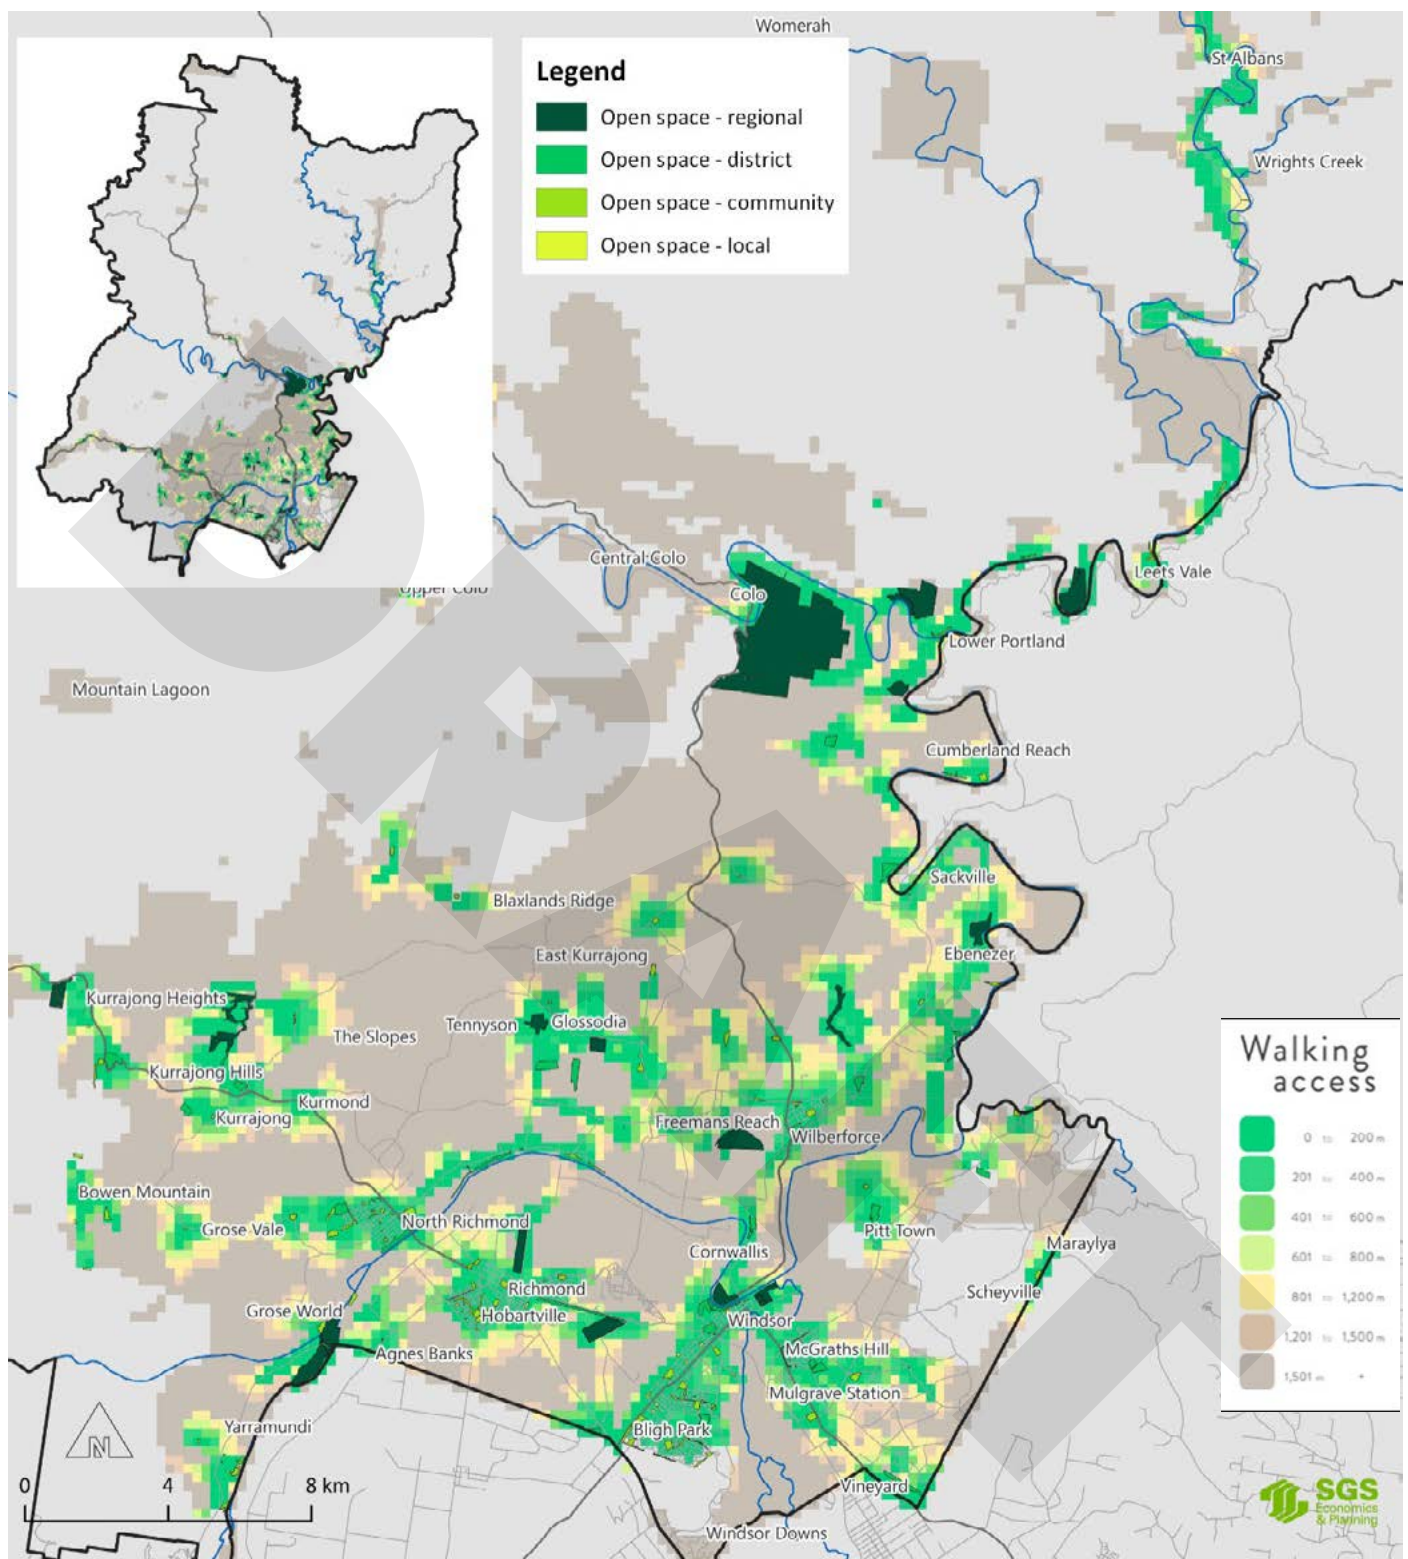 Womerah
St Albans
Legend
Open space - regional
Open space - district
Open space - community
Open space - local
Wrights Creek
Central Colo
Upper Colo
Colo
Leets Vale
Lower Portland
Mountain Lagoon
Cumberland Reach
Sackville
Blaxlands Ridge
East Kurrajong
Ebenezer
Kurrajong Heights
Tennyson
Glossodia
The Slopes
Kurrajong Hills
Kurmond
Kurrajong
Freemans Reach
Wilberforce
Walking
access
0 to 200 m
201 to 400 m
401 to 600 m
601 to 800 m
801 to 1,200 m
1,201 to 1,500 m
1,501 m +
Bowen Mountain
Grose Vale
North Richmond
Pitt Town
Cornwallis
Maraylya
Scheyville
Richmond
Hobartville
Grose World
Windsor
Agnes Banks
McGraths Hill
Mulgrave Station
Yarramundi
Bligh Park
N
0 4 8 km
Vineyard
Windsor Downs
SGS
Economics
& Planning
DRAFT